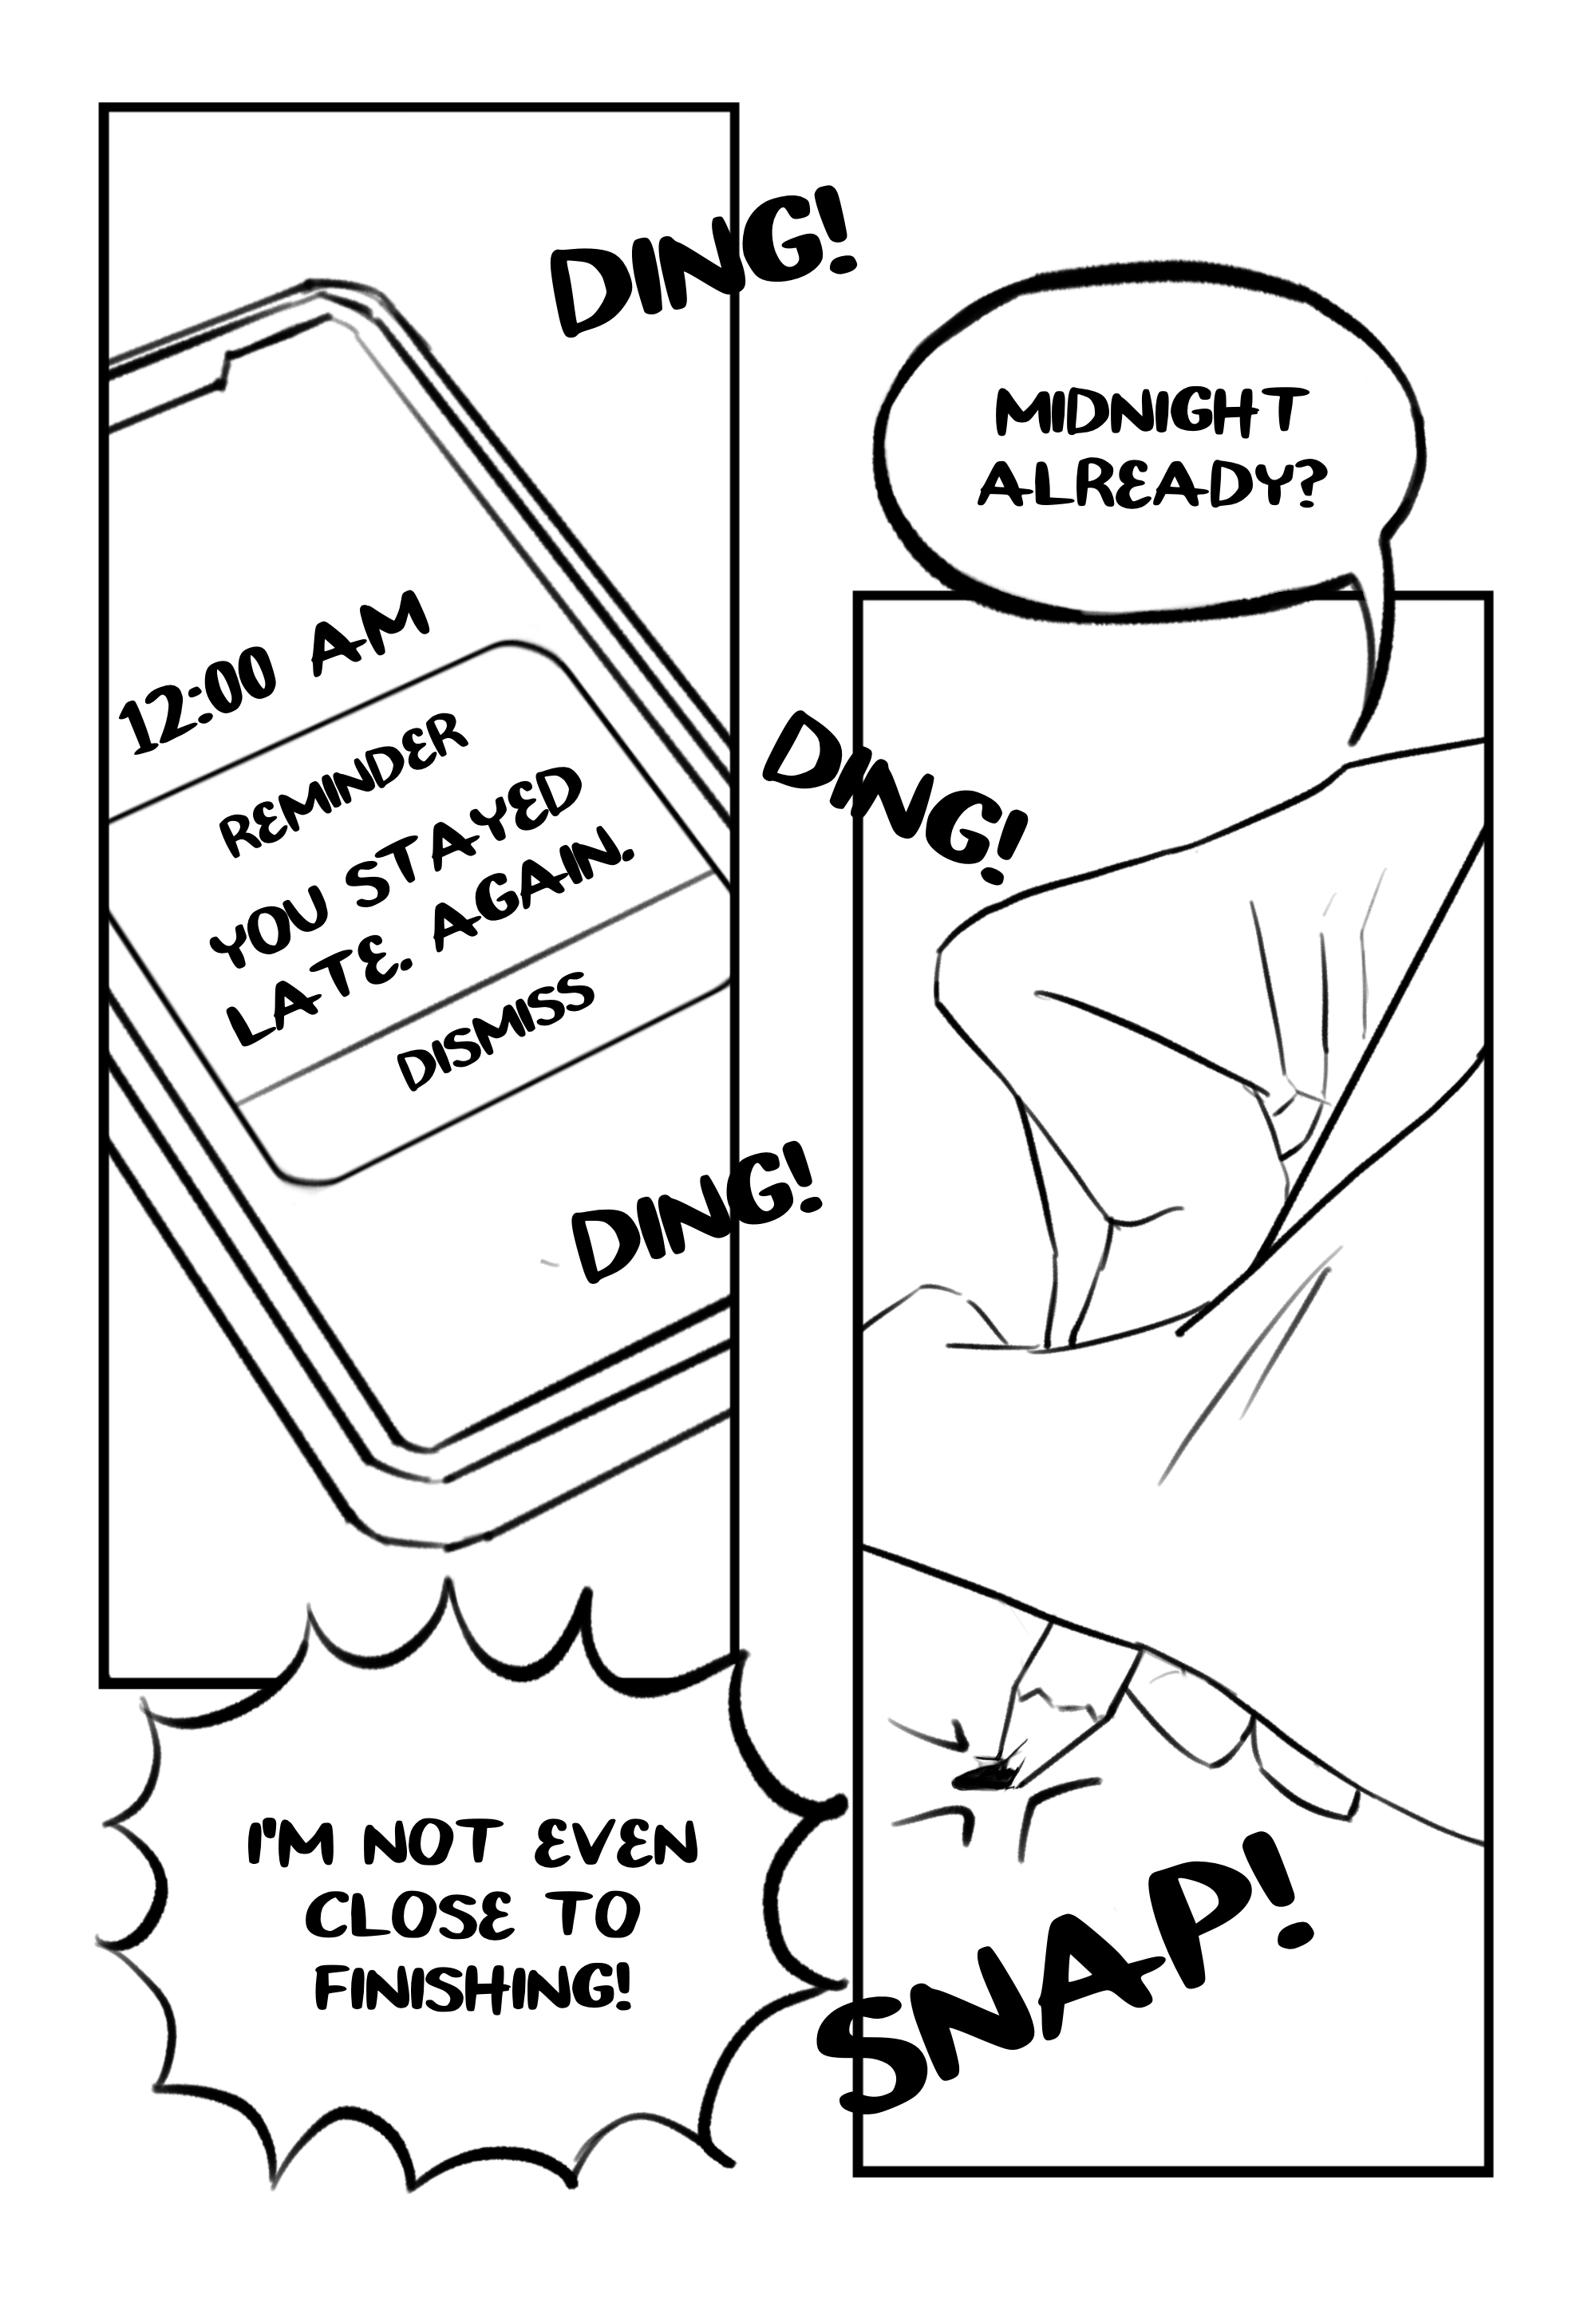 DING!
12:00 AM
REMINDER
YOU STAYED
LATE. AGAIN.
DISMISS
DING!
I'M NOT EVEN
CLOSE TO
FINISHING!
MIDNIGHT
ALREADY?
DING!
SNAP!